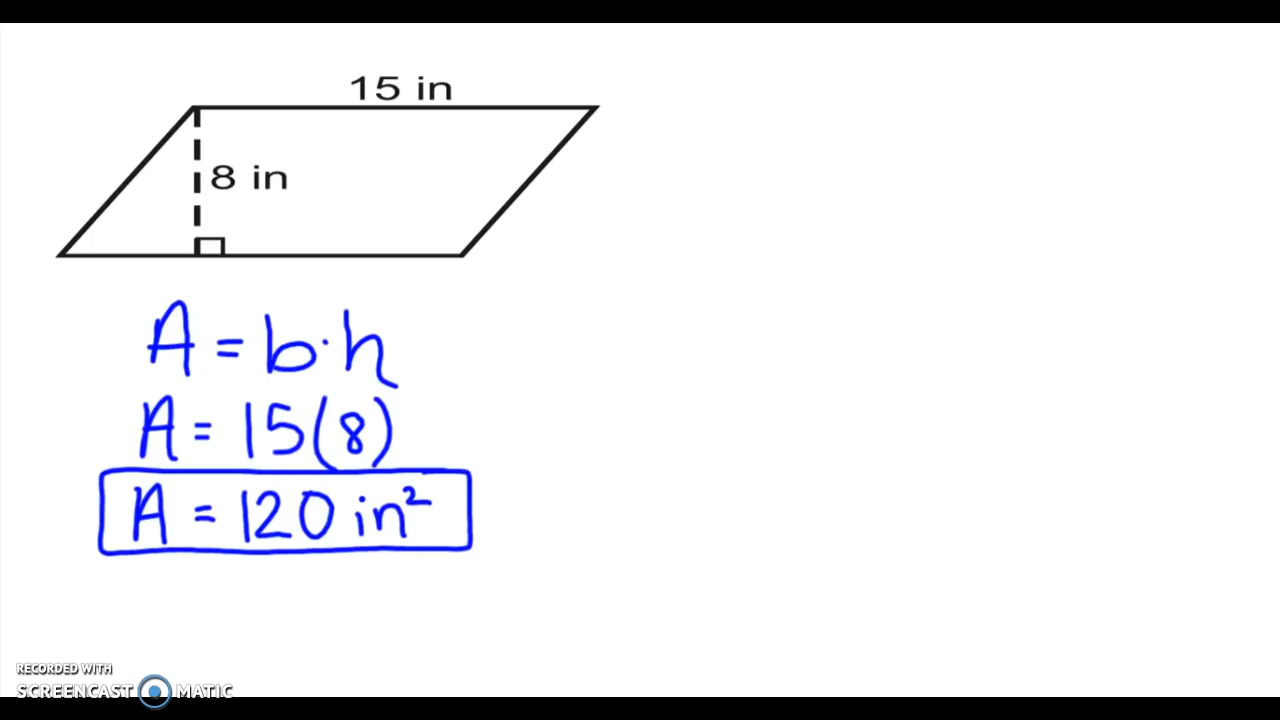 15 in
8 in
A = b·h
A = 15(8)
A = 120 in²
RECORDED WITH
SCREENCAST MATIC